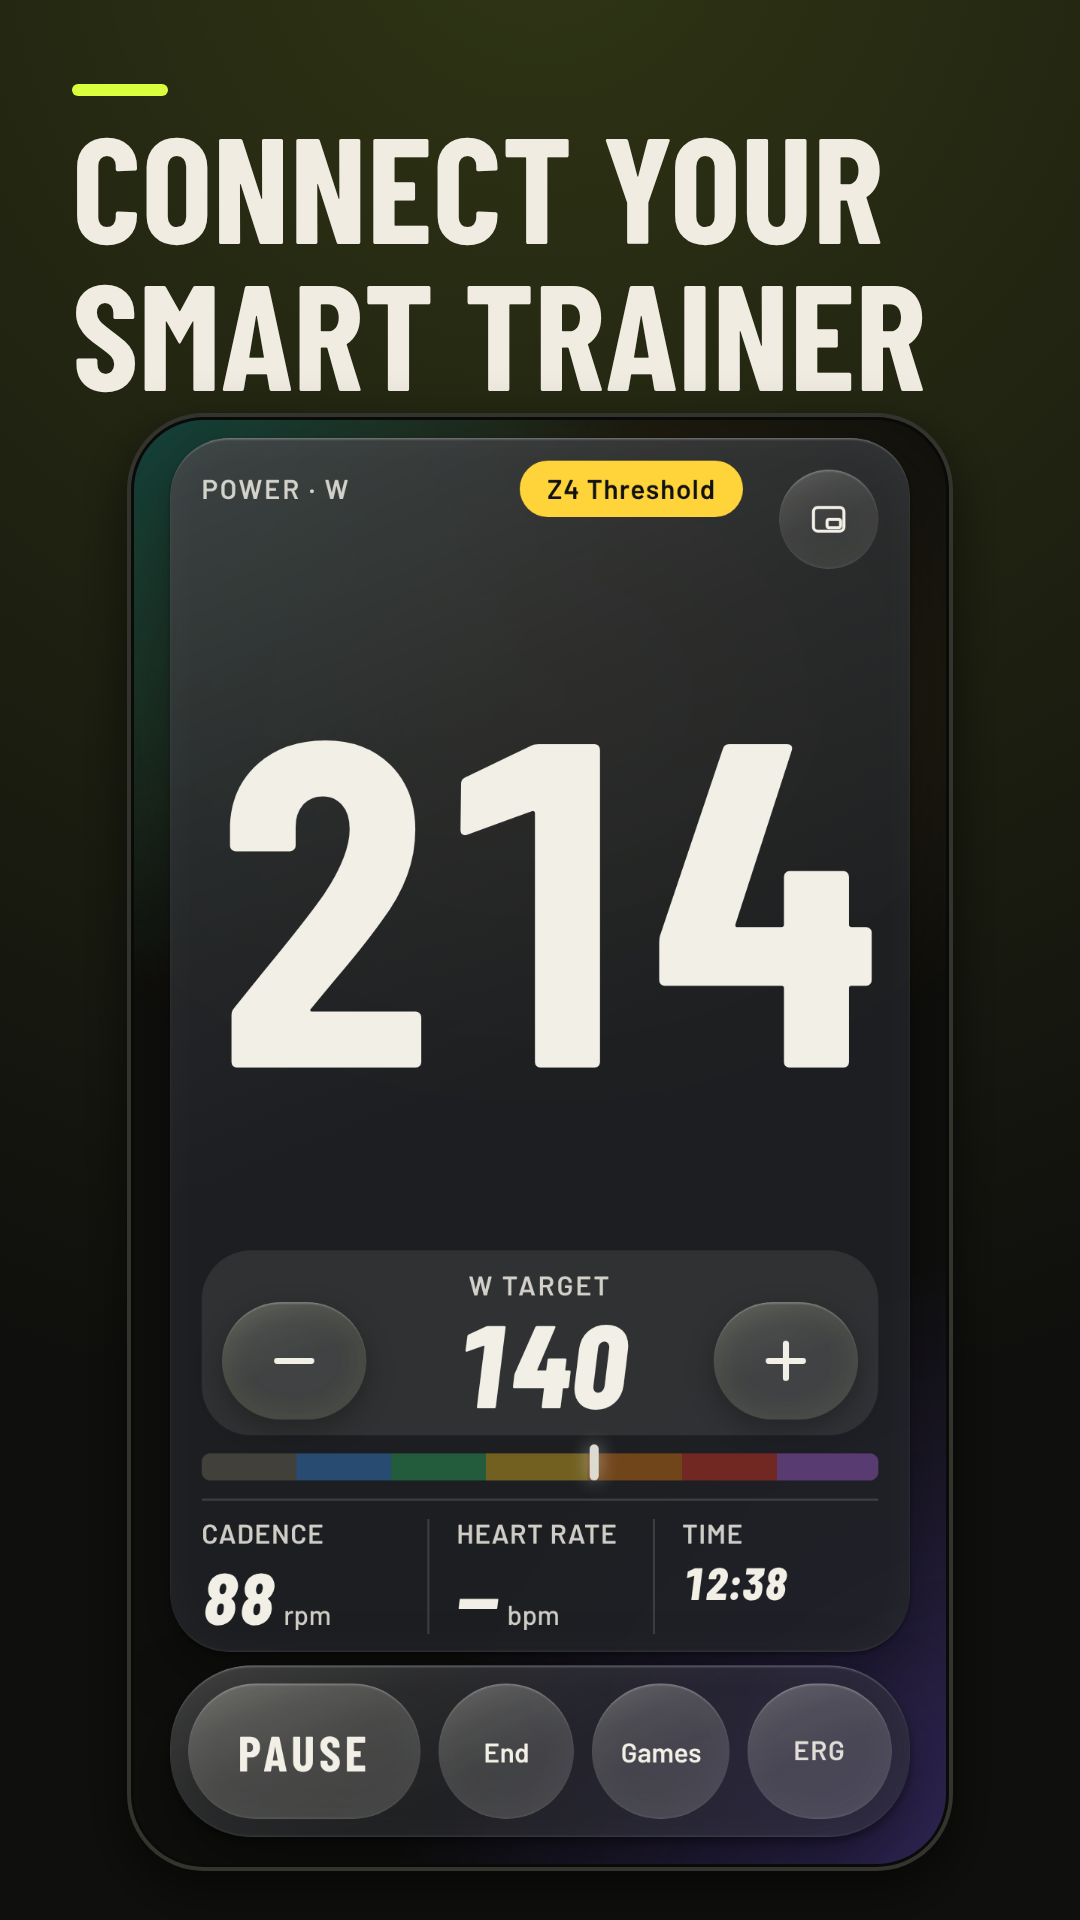 CONNECT YOUR
SMART TRAINER
POWER · W
Z4 Threshold
214
W TARGET
140
CADENCE
HEART RATE
TIME
88 rpm
– bpm
12:38
PAUSE
End
Games
ERG